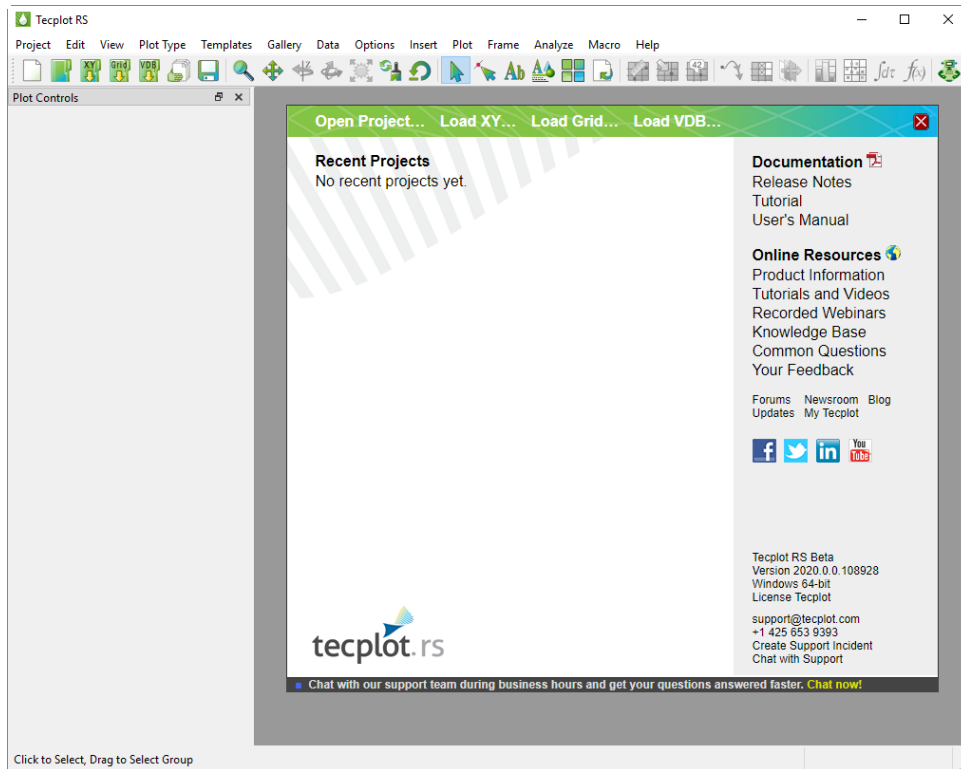 Tecplot RS
Project Edit View Plot Type Templates Gallery Data Options Insert Plot Frame Analyze Macro Help
XY Grid VDB Ab A 42 ∫dτ f(x)
Plot Controls
Open Project... Load XY... Load Grid... Load VDB...
Recent Projects
No recent projects yet.
Documentation
Release Notes
Tutorial
User's Manual
Online Resources
Product Information
Tutorials and Videos
Recorded Webinars
Knowledge Base
Common Questions
Your Feedback
Forums Newsroom Blog
Updates My Tecplot
f in You Tube
Tecplot RS Beta
Version 2020.0.0.108928
Windows 64-bit
License Tecplot
support@tecplot.com
+1 425 653 9393
Create Support Incident
Chat with Support
tecplot.rs
Chat with our support team during business hours and get your questions answered faster. Chat now!
Click to Select, Drag to Select Group